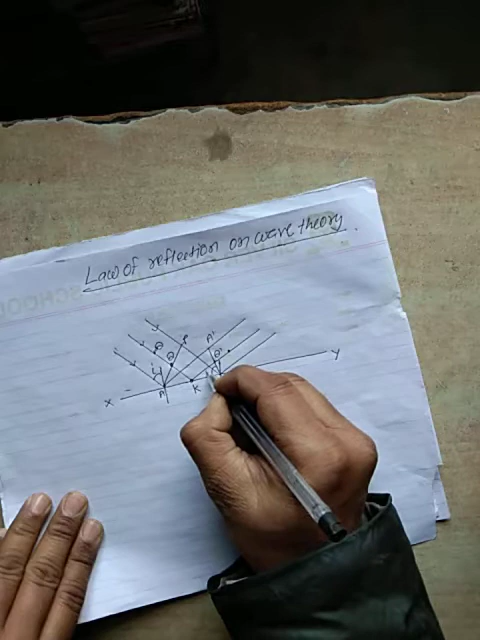 Law of reflection on wave theory.
A'
Q
Q'
i
A
K
X
Y